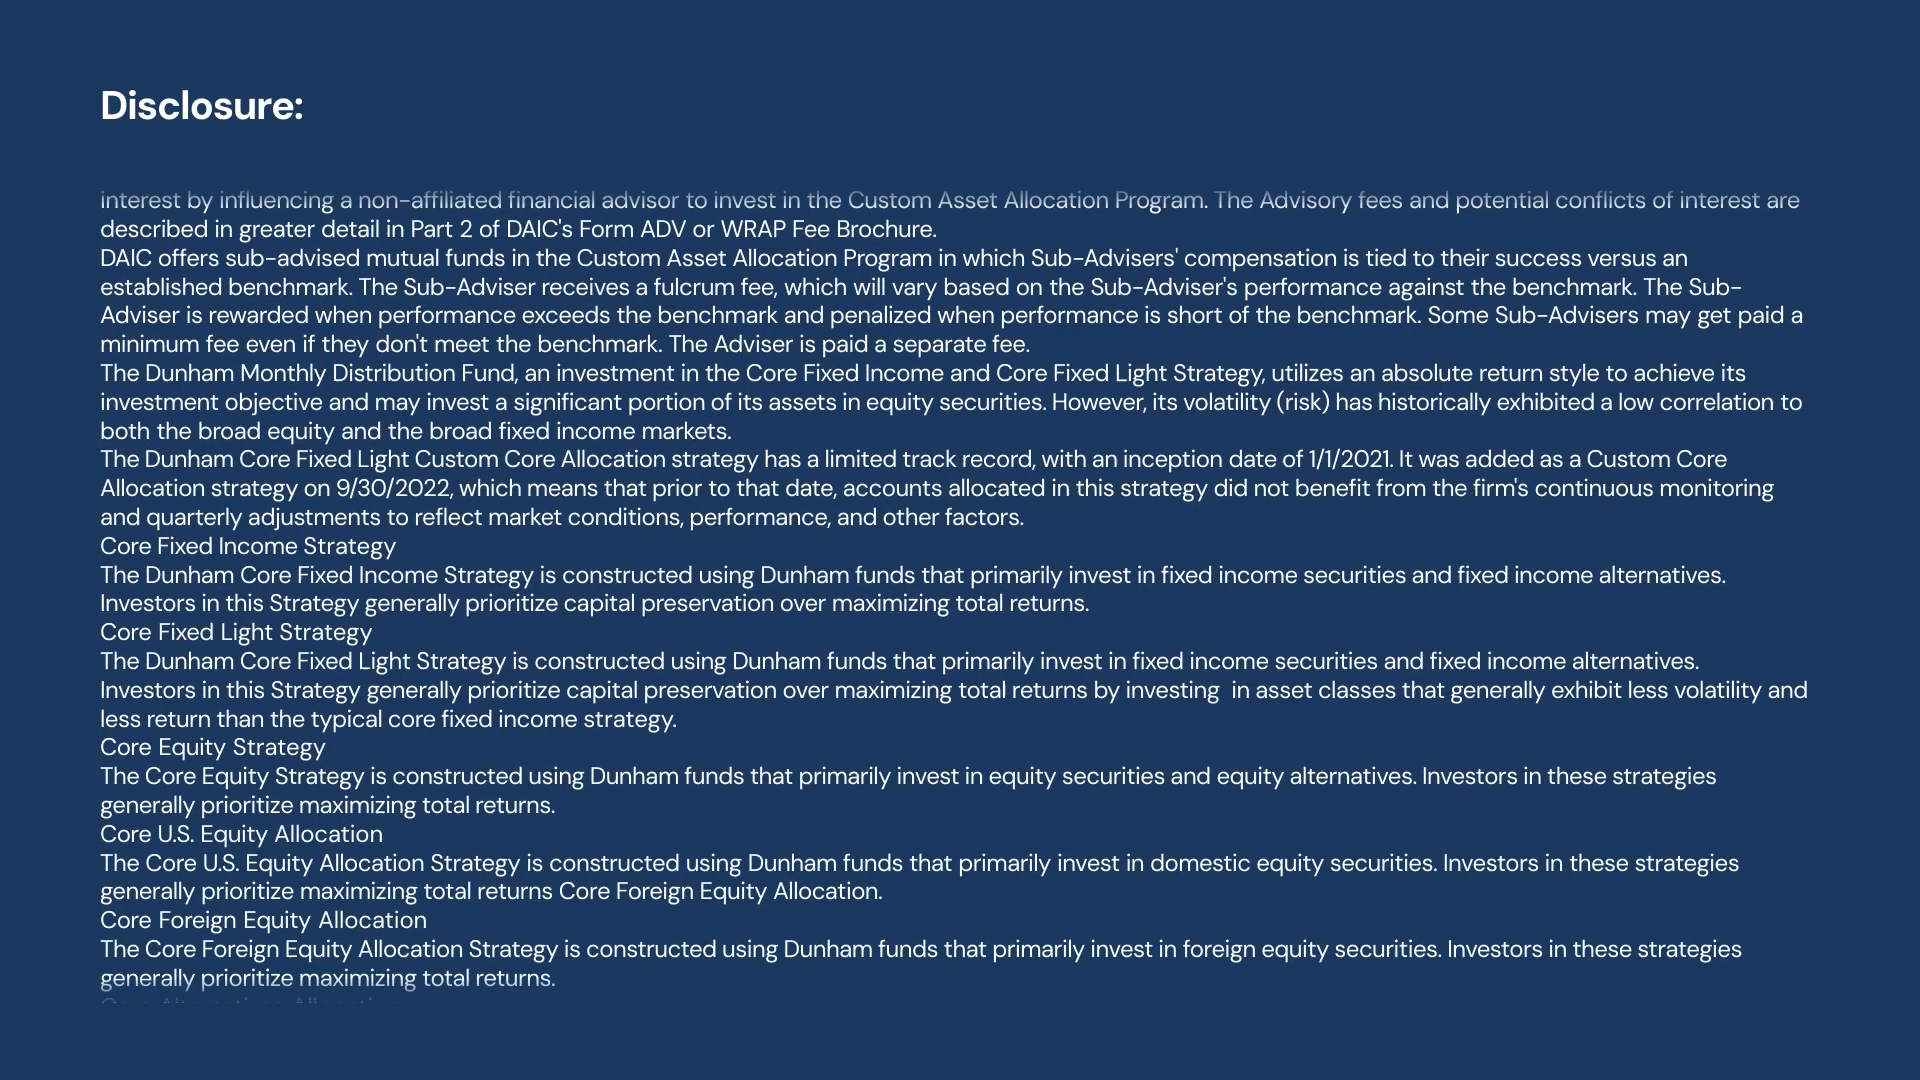 Disclosure:
interest by influencing a non-affiliated financial advisor to invest in the Custom Asset Allocation Program. The Advisory fees and potential conflicts of interest are
described in greater detail in Part 2 of DAIC's Form ADV or WRAP Fee Brochure.
DAIC offers sub-advised mutual funds in the Custom Asset Allocation Program in which Sub-Advisers' compensation is tied to their success versus an
established benchmark. The Sub-Adviser receives a fulcrum fee, which will vary based on the Sub-Adviser's performance against the benchmark. The Sub-
Adviser is rewarded when performance exceeds the benchmark and penalized when performance is short of the benchmark. Some Sub-Advisers may get paid a
minimum fee even if they don't meet the benchmark. The Adviser is paid a separate fee.
The Dunham Monthly Distribution Fund, an investment in the Core Fixed Income and Core Fixed Light Strategy, utilizes an absolute return style to achieve its
investment objective and may invest a significant portion of its assets in equity securities. However, its volatility (risk) has historically exhibited a low correlation to
both the broad equity and the broad fixed income markets.
The Dunham Core Fixed Light Custom Core Allocation strategy has a limited track record, with an inception date of 1/1/2021. It was added as a Custom Core
Allocation strategy on 9/30/2022, which means that prior to that date, accounts allocated in this strategy did not benefit from the firm's continuous monitoring
and quarterly adjustments to reflect market conditions, performance, and other factors.
Core Fixed Income Strategy
The Dunham Core Fixed Income Strategy is constructed using Dunham funds that primarily invest in fixed income securities and fixed income alternatives.
Investors in this Strategy generally prioritize capital preservation over maximizing total returns.
Core Fixed Light Strategy
The Dunham Core Fixed Light Strategy is constructed using Dunham funds that primarily invest in fixed income securities and fixed income alternatives.
Investors in this Strategy generally prioritize capital preservation over maximizing total returns by investing  in asset classes that generally exhibit less volatility and
less return than the typical core fixed income strategy.
Core Equity Strategy
The Core Equity Strategy is constructed using Dunham funds that primarily invest in equity securities and equity alternatives. Investors in these strategies
generally prioritize maximizing total returns.
Core U.S. Equity Allocation
The Core U.S. Equity Allocation Strategy is constructed using Dunham funds that primarily invest in domestic equity securities. Investors in these strategies
generally prioritize maximizing total returns Core Foreign Equity Allocation.
Core Foreign Equity Allocation
The Core Foreign Equity Allocation Strategy is constructed using Dunham funds that primarily invest in foreign equity securities. Investors in these strategies
generally prioritize maximizing total returns.